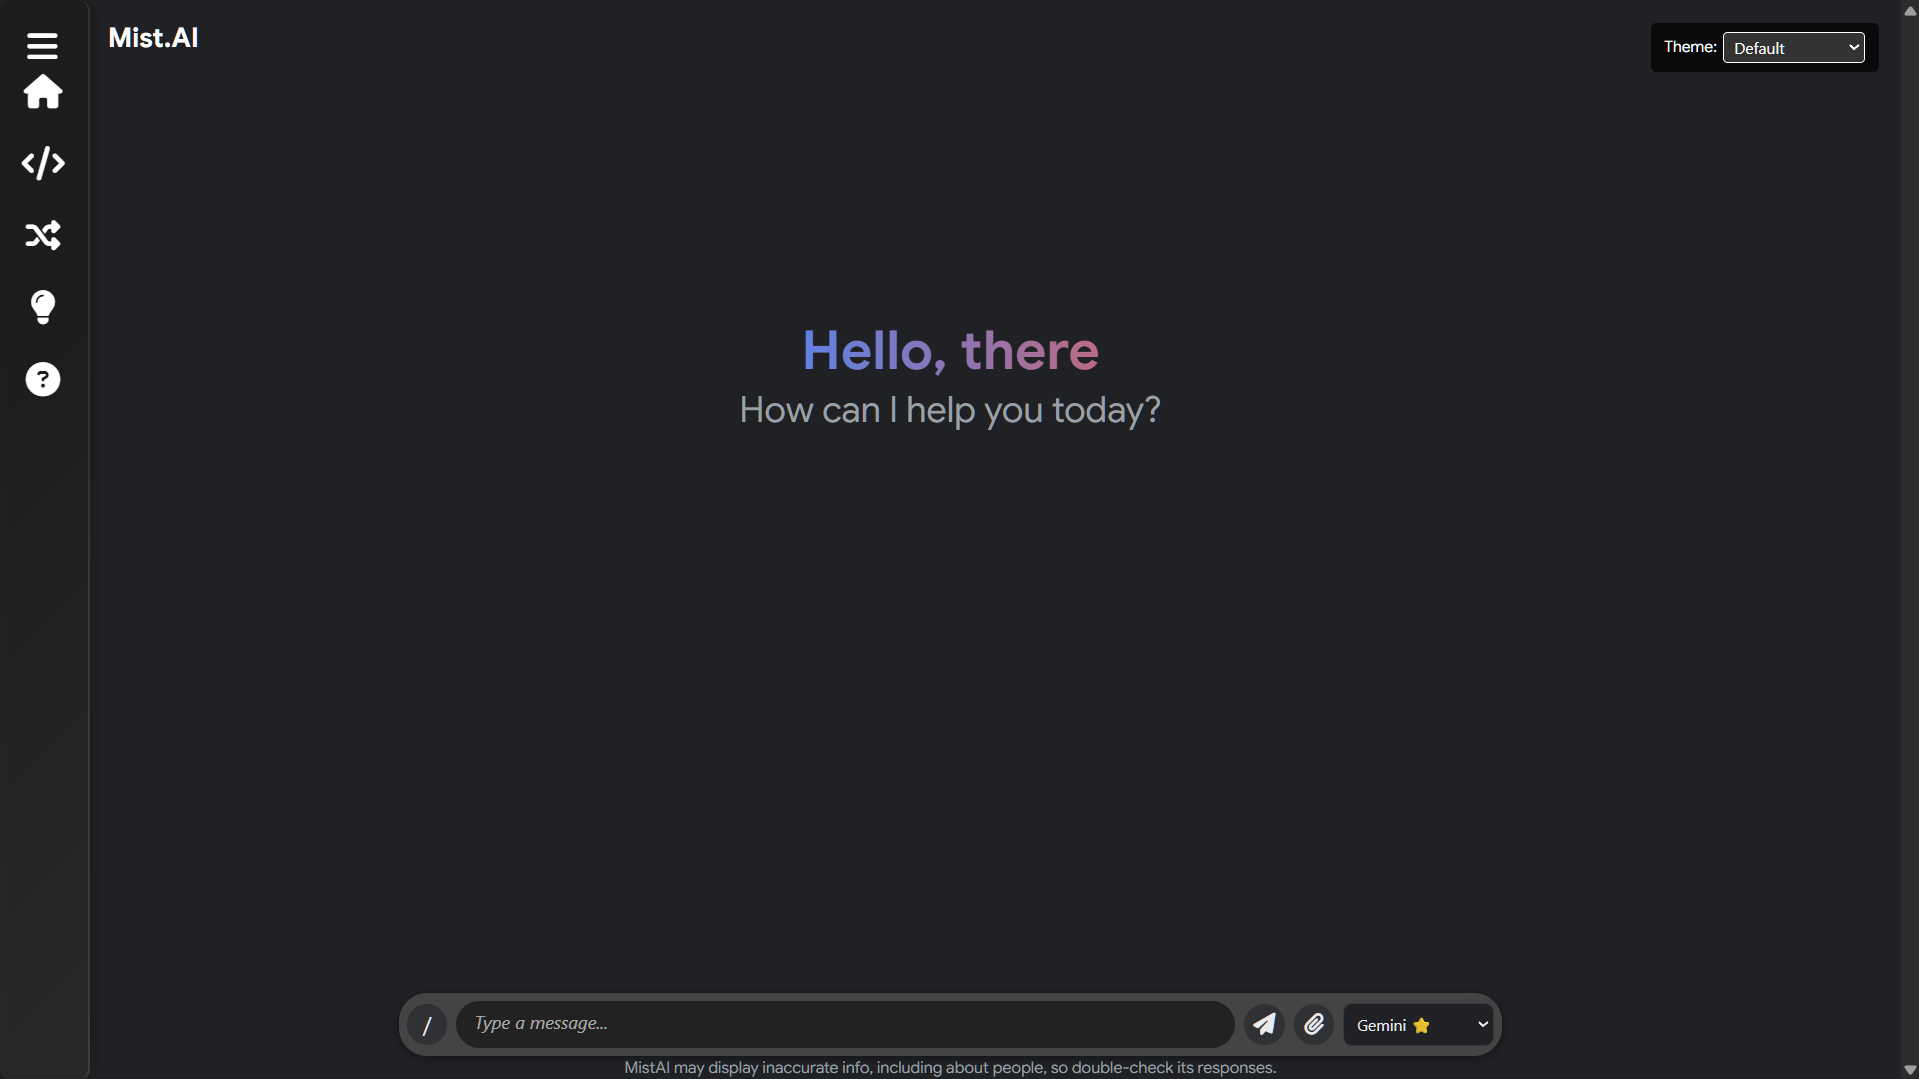 Mist.AI
Theme: Default
Hello, there
How can I help you today?
/ Type a message... Gemini ⭐
MistAI may display inaccurate info, including about people, so double-check its responses.